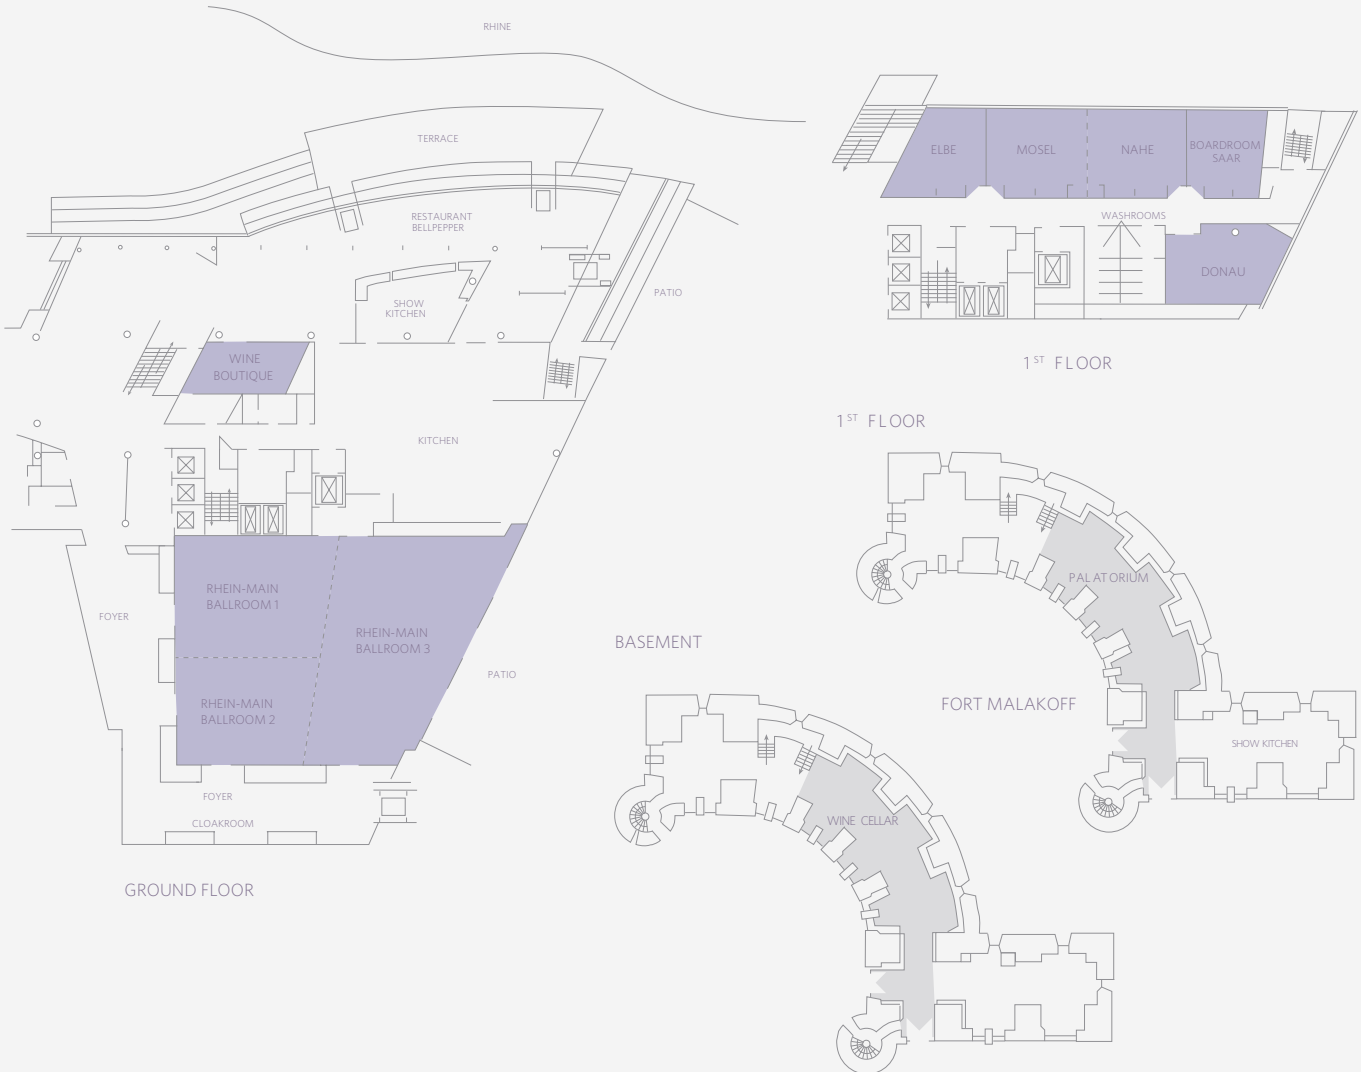 RHINE
TERRACE
RESTAURANT
BELLPEPPER
SHOW
KITCHEN
PATIO
WINE
BOUTIQUE
KITCHEN
RHEIN-MAIN
BALLROOM 1
RHEIN-MAIN
BALLROOM 3
RHEIN-MAIN
BALLROOM 2
FOYER
PATIO
FOYER
CLOAKROOM
GROUND FLOOR
ELBE
MOSEL
NAHE
BOARDROOM
SAAR
WASHROOMS
DONAU
1ST FLOOR
1ST FLOOR
PALATORIUM
FORT MALAKOFF
SHOW KITCHEN
BASEMENT
WINE CELLAR